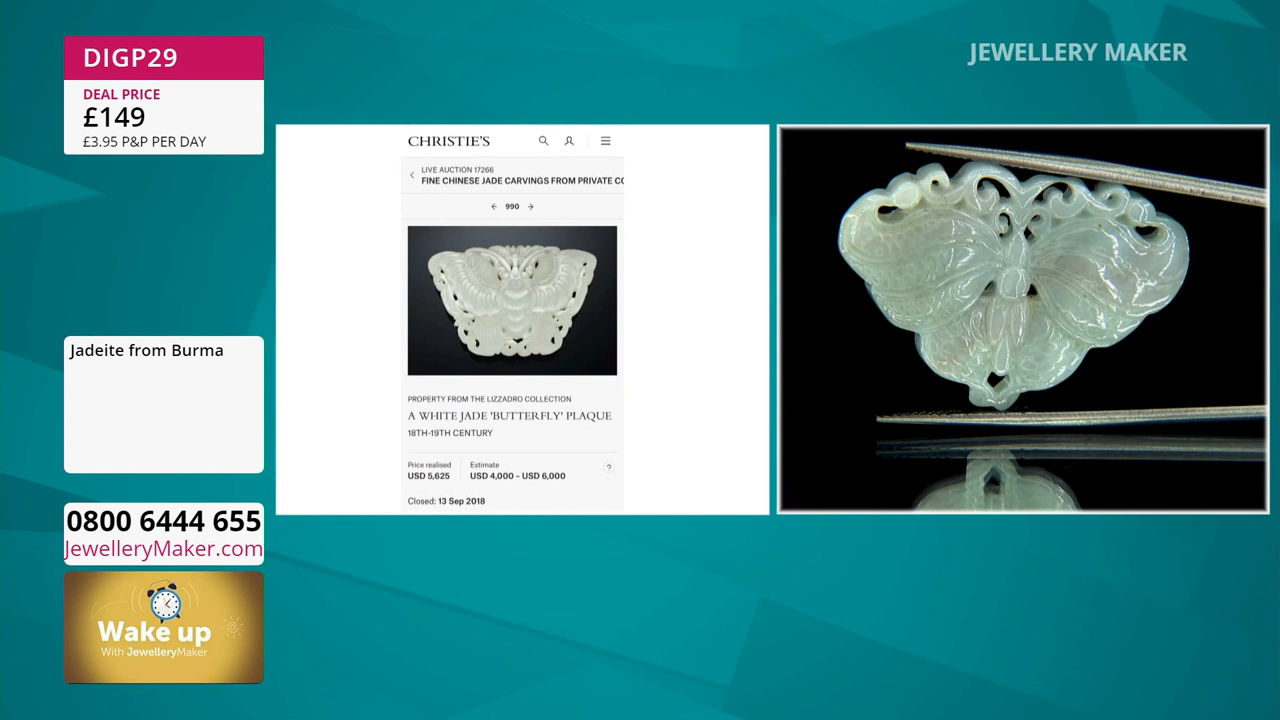 DIGP29
DEAL PRICE
£149
£3.95 P&P PER DAY
Jadeite from Burma
0800 6444 655
JewelleryMaker.com
Wake up
With JewelleryMaker
CHRISTIE'S
LIVE AUCTION 17266
FINE CHINESE JADE CARVINGS FROM PRIVATE CO
990
PROPERTY FROM THE LIZZADRO COLLECTION
A WHITE JADE 'BUTTERFLY' PLAQUE
18TH-19TH CENTURY
Price realised Estimate
USD 5,625 USD 4,000 – USD 6,000
?
Closed: 13 Sep 2018
JEWELLERY MAKER